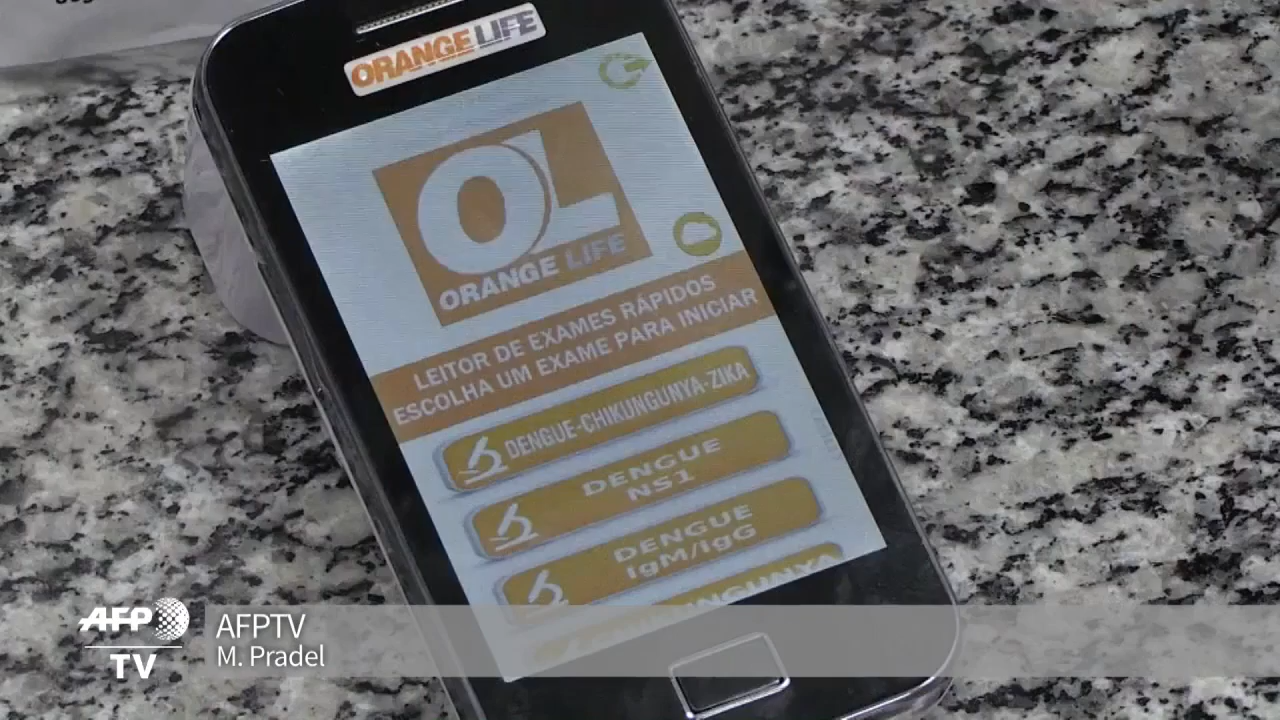 ORANGE LIFE
OL
ORANGE LIFE
LEITOR DE EXAMES RÁPIDOS
ESCOLHA UM EXAME PARA INICIAR
DENGUE-CHIKUNGUNYA-ZIKA
DENGUE
NS1
DENGUE
IgM/IgG
AFP
TV
AFPTV
M. Pradel